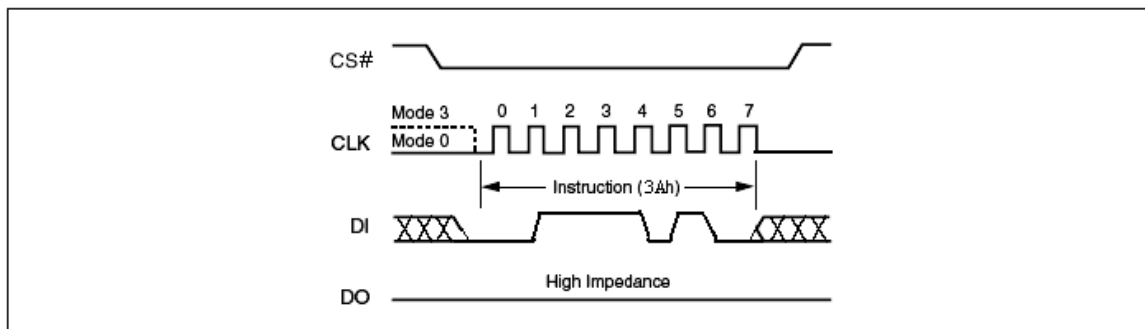 CS#
Mode 3
0 1 2 3 4 5 6 7
CLK
Mode 0
Instruction (3Ah)
DI
High Impedance
DO